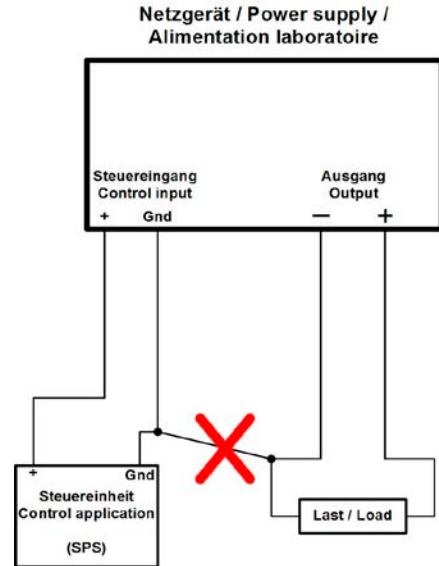 Netzgerät / Power supply /
Alimentation laboratoire
Steuereingang
Control input
+ Gnd
Ausgang
Output
— +
+ Gnd
Steuereinheit
Control application
(SPS)
Last / Load